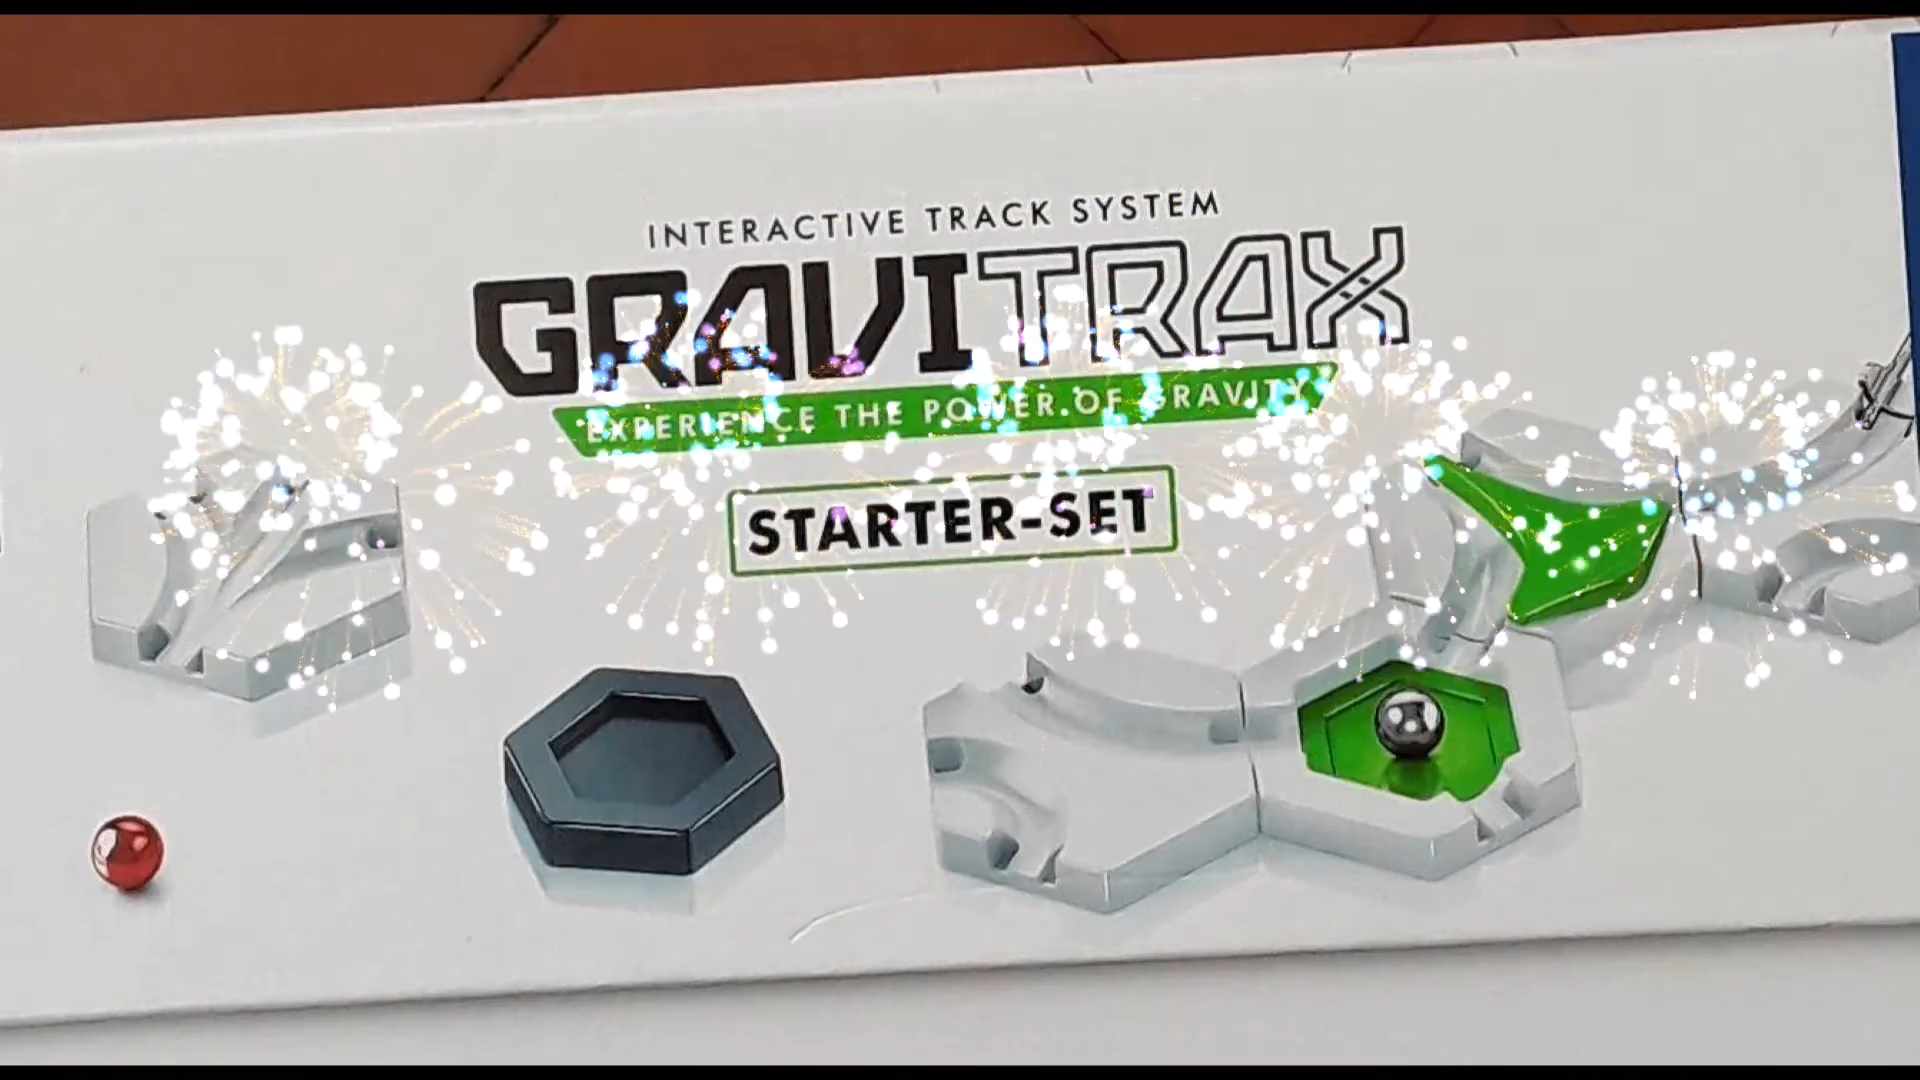 INTERACTIVE TRACK SYSTEM
GRAVITRAX
EXPERIENCE THE POWER OF GRAVITY
STARTER-SET